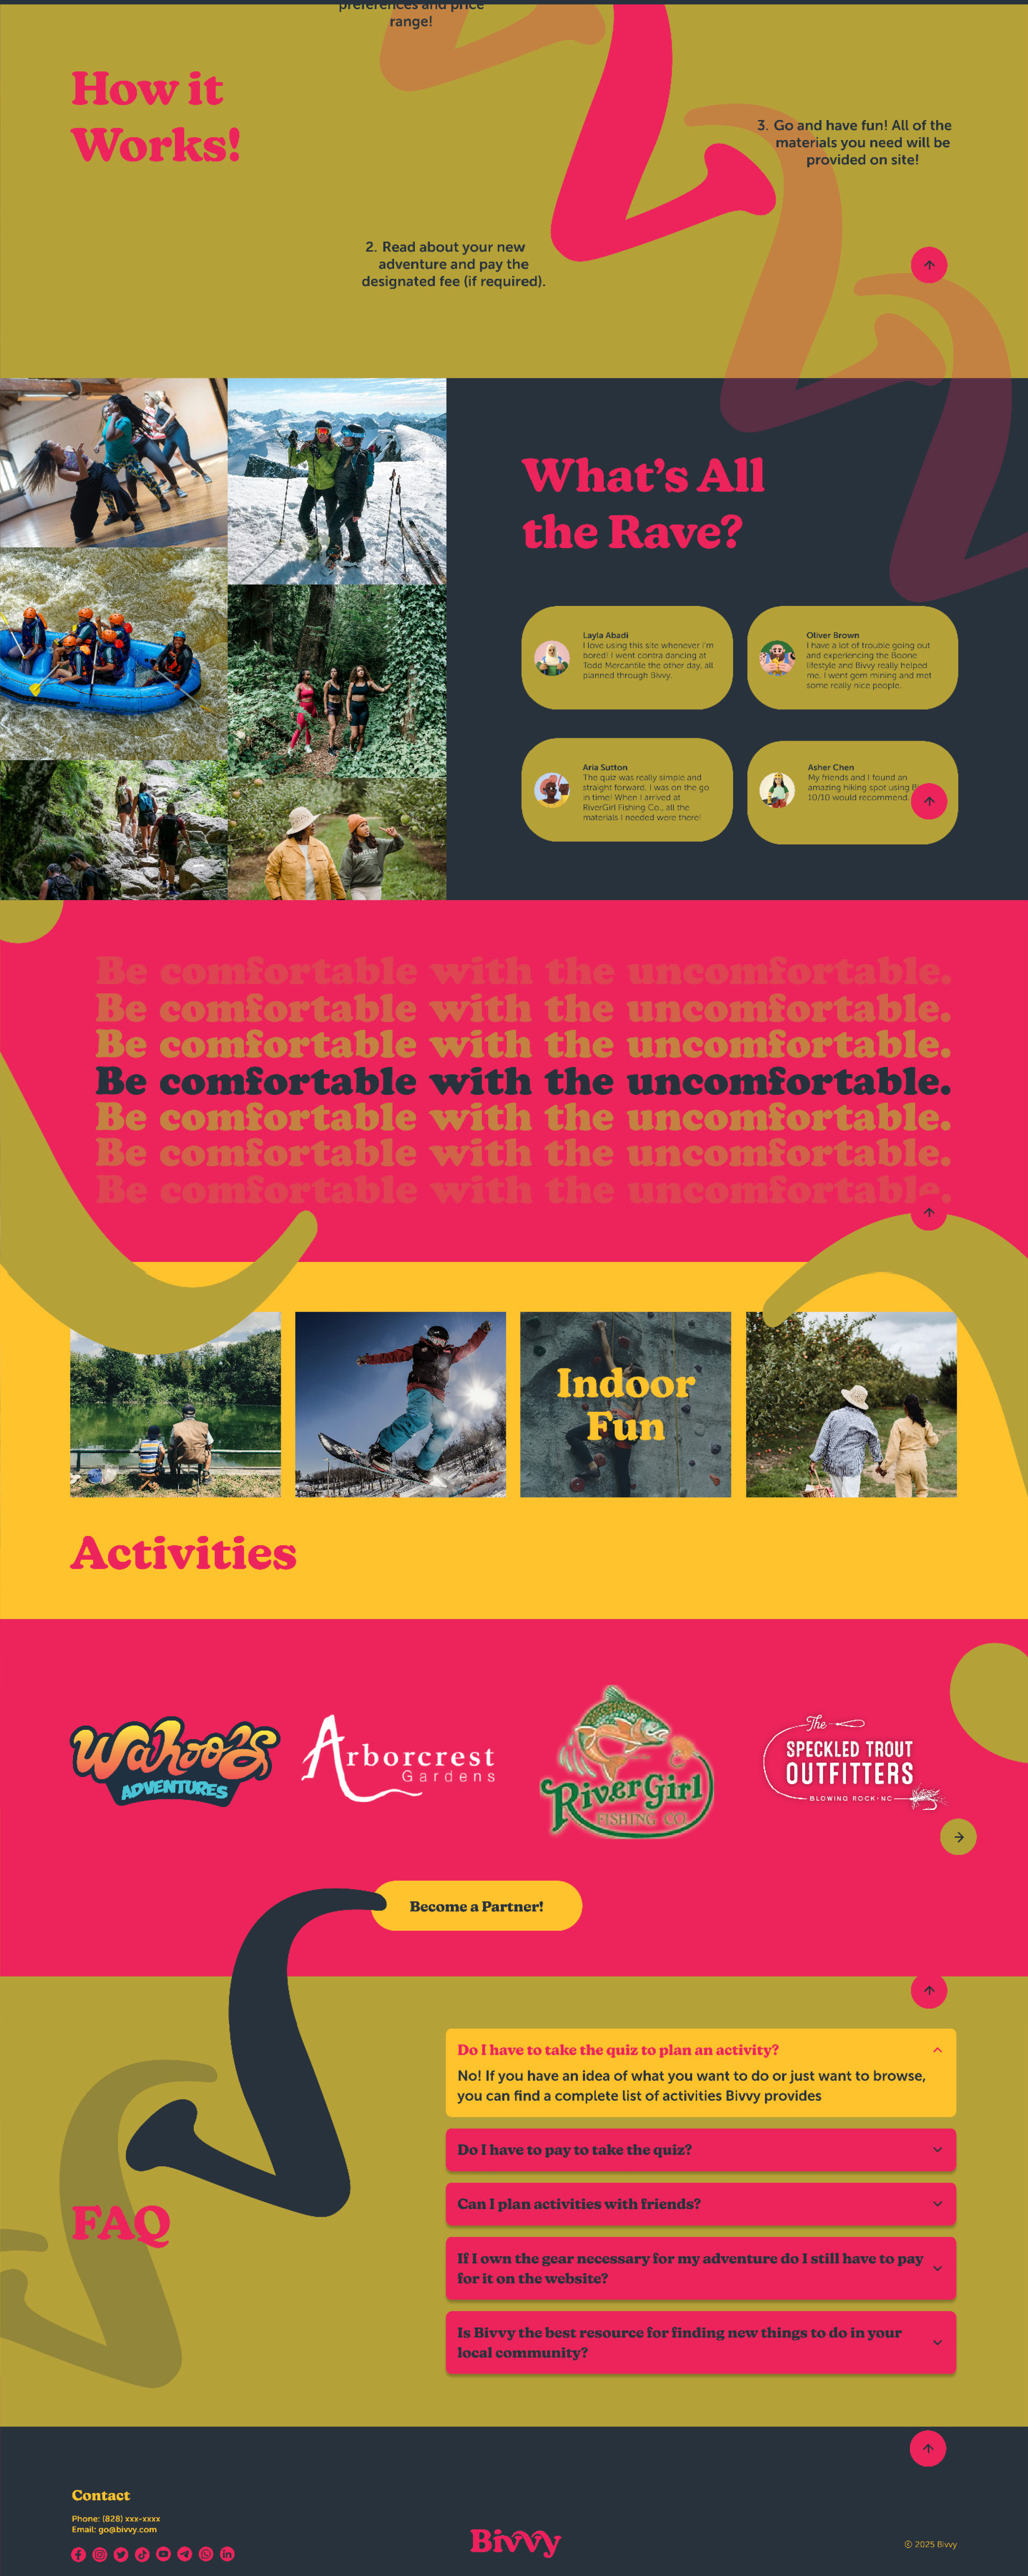 preferences and price
range!
How it
Works!
3. Go and have fun! All of the
materials you need will be
provided on site!
2. Read about your new
adventure and pay the
designated fee (if required).
What's All
the Rave?
Layla Abadi
I love using this site whenever I'm
bored! I went contra dancing at
Todd Mercantile the other day, all
planned through Bivvy.
Oliver Brown
I have a lot of trouble going out
and experiencing the Boone
lifestyle and Bivvy really helped
me. I went gem mining and met
some really nice people.
Aria Sutton
The quiz was really simple and
straight forward. I was on the go
in time! When I arrived at
RiverGirl Fishing Co., all the
materials I needed were there!
Asher Chen
My friends and I found an
amazing hiking spot using
10/10 would recommend.
Be comfortable with the uncomfortable.
Be comfortable with the uncomfortable.
Be comfortable with the uncomfortable.
Be comfortable with the uncomfortable.
Be comfortable with the uncomfortable.
Be comfortable with the uncomfortable.
Be comfortable with the uncomfortable.
Indoor
Fun
Activities
Wahoo's
ADVENTURES
Arborcrest
Gardens
RiverGirl
FISHING CO.
The
SPECKLED TROUT
OUTFITTERS
BLOWING ROCK·NC
Become a Partner!
Do I have to take the quiz to plan an activity?
No! If you have an idea of what you want to do or just want to browse,
you can find a complete list of activities Bivvy provides
Do I have to pay to take the quiz?
Can I plan activities with friends?
FAQ
If I own the gear necessary for my adventure do I still have to pay
for it on the website?
Is Bivvy the best resource for finding new things to do in your
local community?
Contact
Phone: (828) xxx-xxxx
Email: go@bivvy.com
Bivvy
© 2025 Bivvy